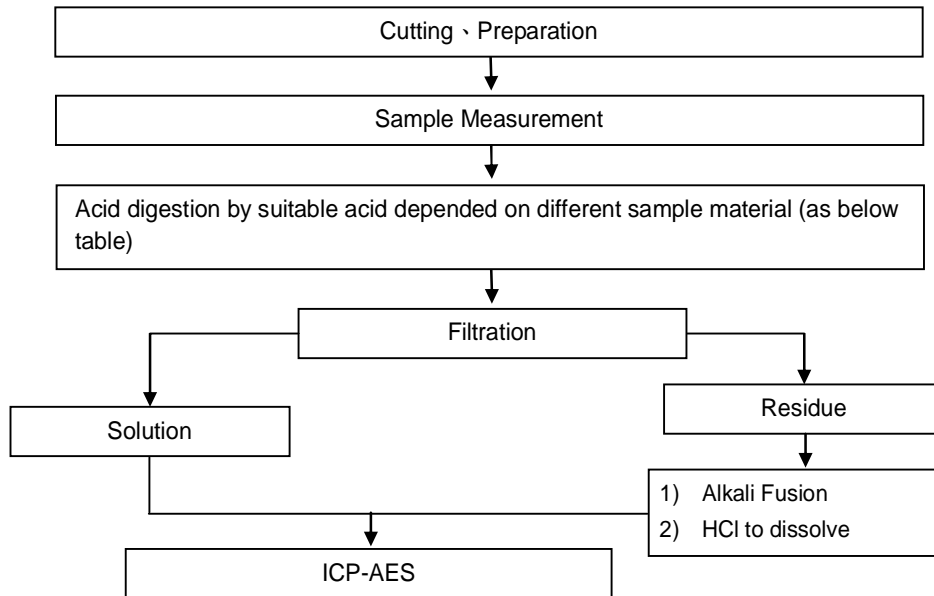 Cutting、Preparation
Sample Measurement
Acid digestion by suitable acid depended on different sample material (as below
table)
Filtration
Solution
Residue
1) Alkali Fusion
2) HCl to dissolve
ICP-AES